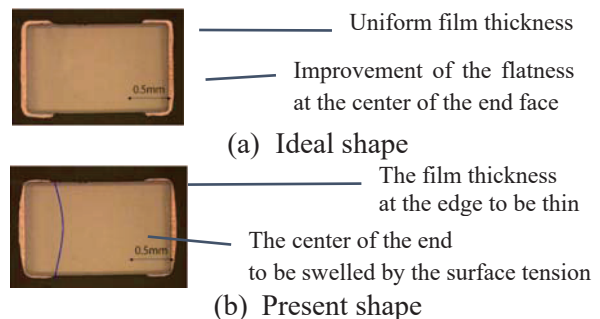 Uniform film thickness
Improvement of the flatness
at the center of the end face
0.5mm
(a) Ideal shape
The film thickness
at the edge to be thin
The center of the end
to be swelled by the surface tension
0.5mm
(b) Present shape